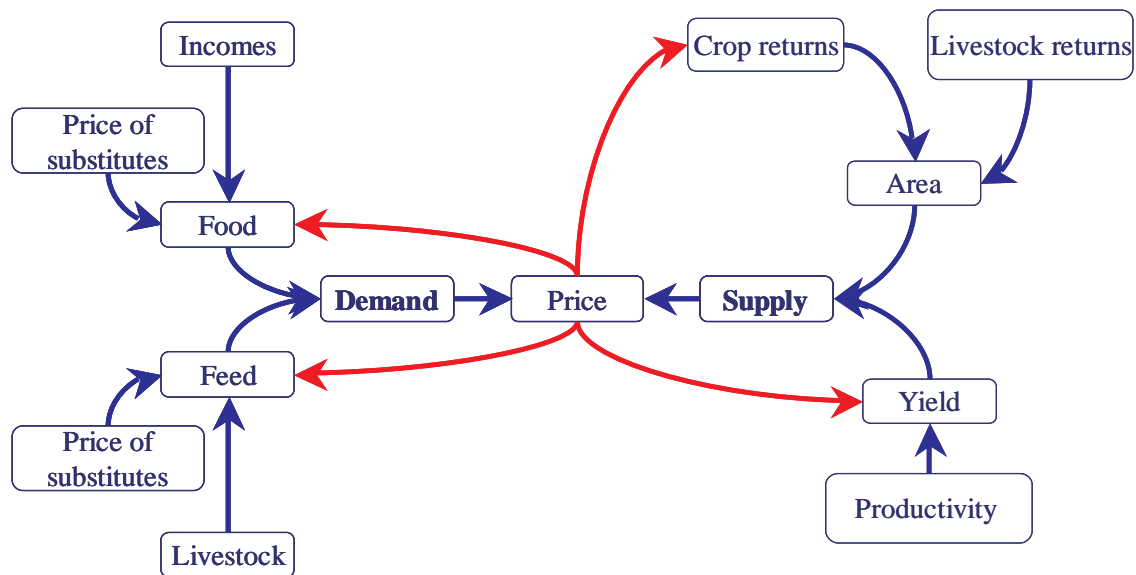 Incomes
Crop returns
Livestock returns
Price of
substitutes
Area
Food
Demand
Price
Supply
Feed
Yield
Price of
substitutes
Productivity
Livestock